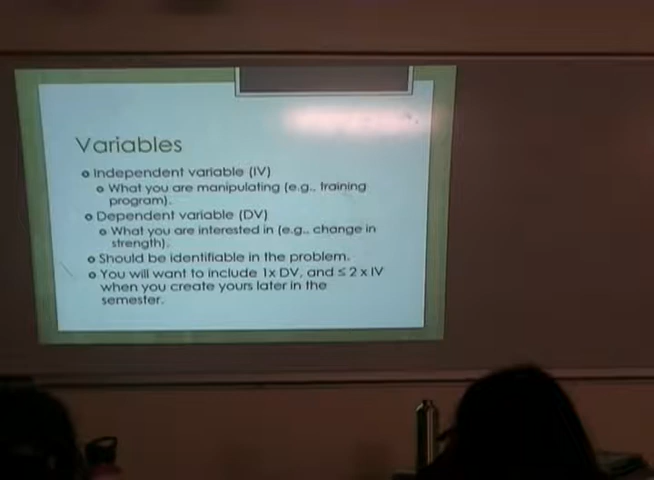 Variables
Independent variable (IV)
What you are manipulating (e.g., training
program).
Dependent variable (DV)
What you are interested in (e.g., change in
strength).
Should be identifiable in the problem.
You will want to include 1x DV, and ≤ 2 x IV
when you create yours later in the
semester.